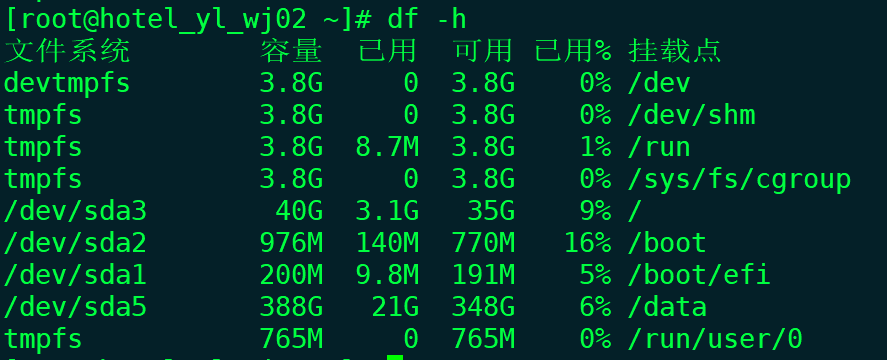 [root@hotel_yl_wj02 ~]# df -h
文件系统 容量 已用 可用 已用% 挂载点
devtmpfs 3.8G 0 3.8G 0% /dev
tmpfs 3.8G 0 3.8G 0% /dev/shm
tmpfs 3.8G 8.7M 3.8G 1% /run
tmpfs 3.8G 0 3.8G 0% /sys/fs/cgroup
/dev/sda3 40G 3.1G 35G 9% /
/dev/sda2 976M 140M 770M 16% /boot
/dev/sda1 200M 9.8M 191M 5% /boot/efi
/dev/sda5 388G 21G 348G 6% /data
tmpfs 765M 0 765M 0% /run/user/0